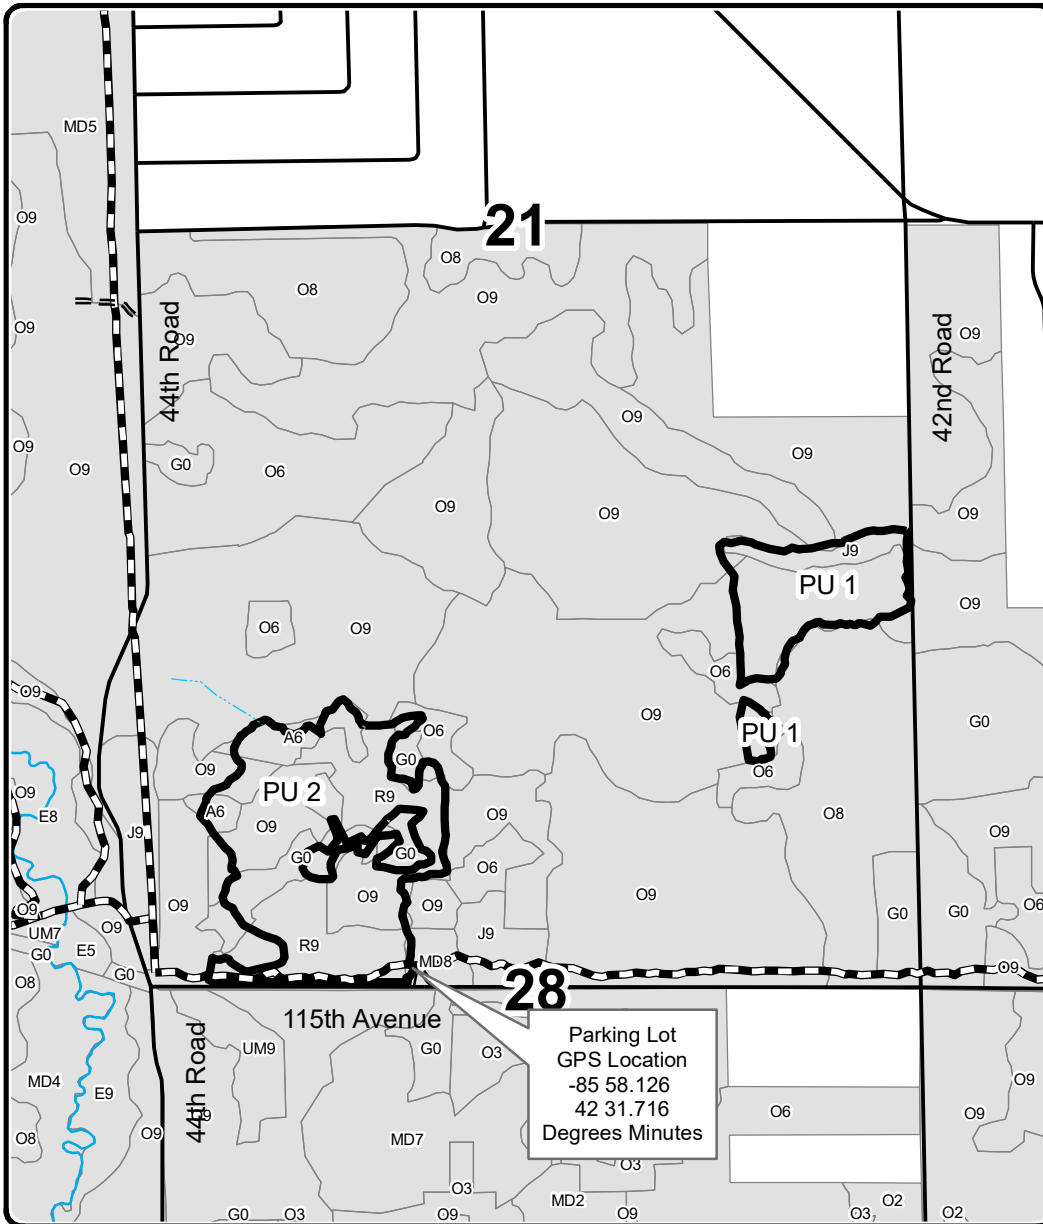 MD5
O9
21
O8
O8
O9
O9
44th Road
O9
O9
42nd Road
O9
O9
O9
O9
G0
O6
O9
O9
O9
J9
PU 1
O9
O6
O9
O6
O9
O9
G0
A6
O6
PU 1
G0
O9
O6
O9
PU 2
R9
E8
A6
O9
O9
O8
J9
O9
G0
G0
O6
O9
O9
O9
O9
O9
G0
G0
O6
UM7
O9
J9
G0
E5
R9
MD8
O9
G0
O8
28
115th Avenue
Parking Lot
GPS Location
-85 58.126
42 31.716
Degrees Minutes
44th Road
UM9
G0
O3
MD4
E9
O9
O9
O6
O9
O8
O9
MD7
O3
O3
MD2
O2
G0
O3
O9
O9
O3
O2